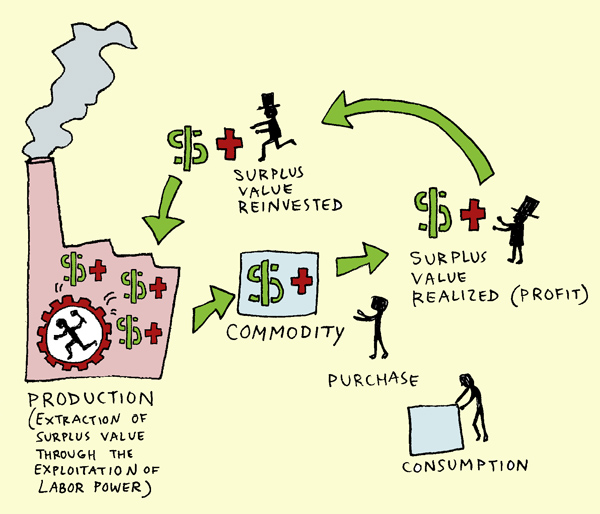 $ +
SURPLUS
VALUE
REINVESTED
$ +
SURPLUS
VALUE
REALIZED (PROFIT)
$ +
$ +
$ +
$ +
COMMODITY
PURCHASE
PRODUCTION
(EXTRACTION OF
SURPLUS VALUE
THROUGH THE
EXPLOITATION OF
LABOR POWER)
CONSUMPTION